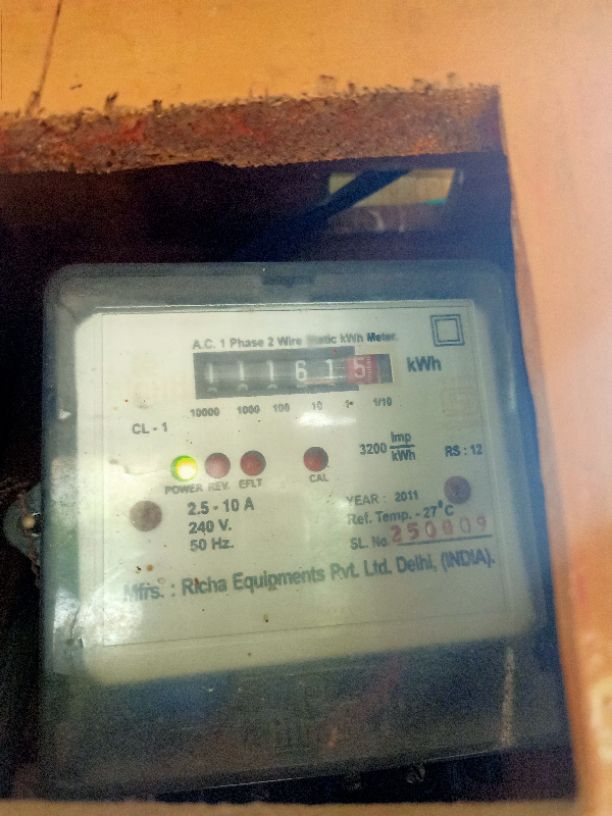 A.C. 1 Phase 2 Wire Static kWh Meter.
1 1 1 6 1 5 kWh
10000 1000 100 10 1 1/10
CL - 1
3200 Imp/kWh
RS : 12
POWER REV. EFLT CAL
2.5 - 10 A
240 V.
50 Hz.
YEAR : 2011
Ref. Temp. - 27°C
SL. No. 250009
Mfrs. : Richa Equipments Pvt. Ltd. Delhi, (INDIA).